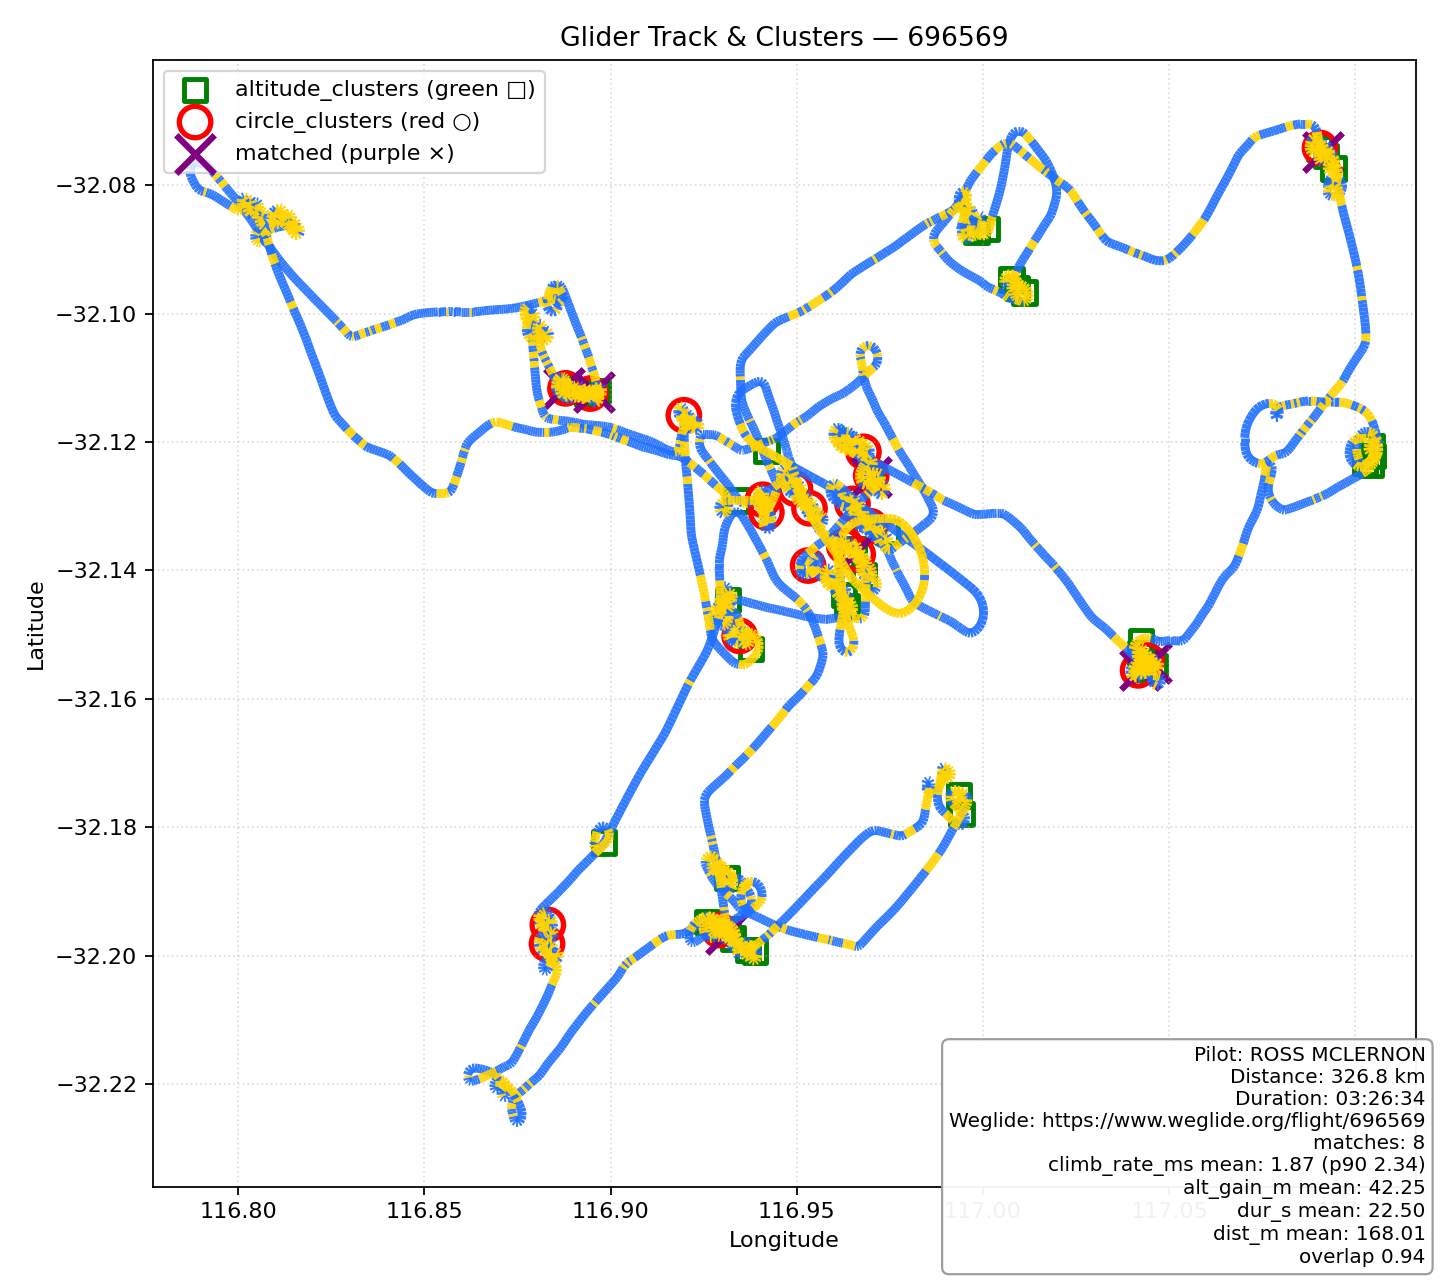 Glider Track & Clusters — 696569
altitude_clusters (green □)
circle_clusters (red ○)
matched (purple ×)
−32.08
−32.10
−32.12
−32.14
−32.16
−32.18
−32.20
−32.22
Latitude
116.80
116.85
116.90
116.95
117.00
117.05
Longitude
Pilot: ROSS MCLERNON
Distance: 326.8 km
Duration: 03:26:34
Weglide: https://www.weglide.org/flight/696569
matches: 8
climb_rate_ms mean: 1.87 (p90 2.34)
alt_gain_m mean: 42.25
dur_s mean: 22.50
dist_m mean: 168.01
overlap 0.94